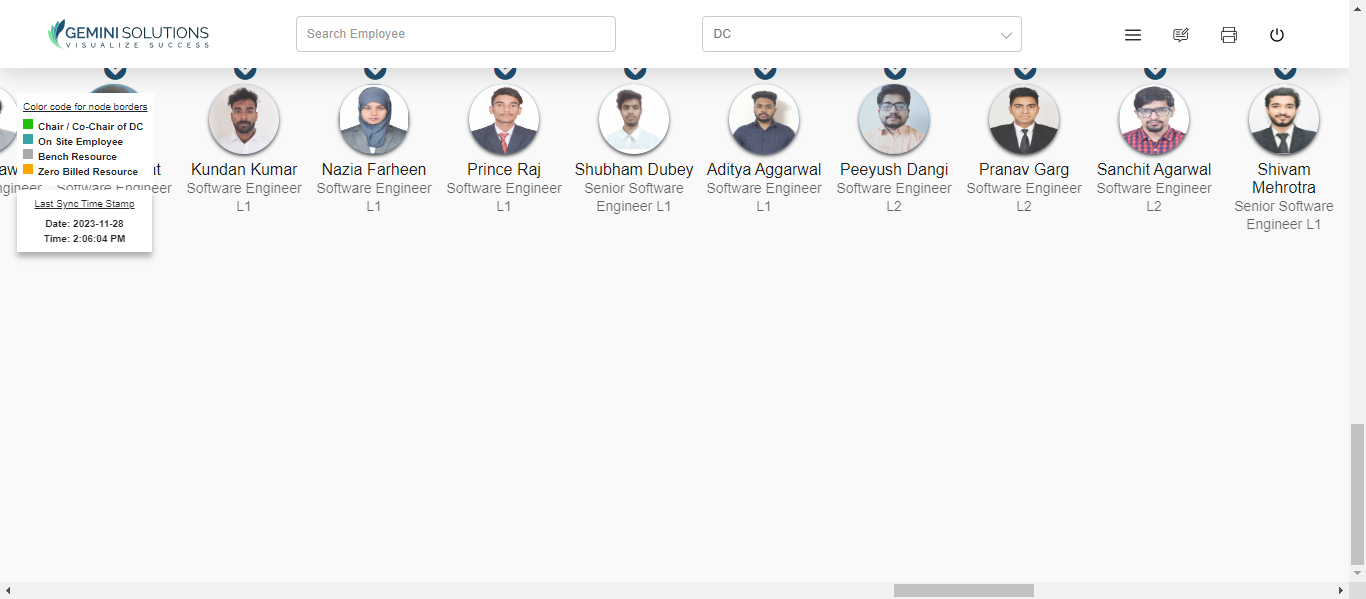 GEMINI SOLUTIONS
VISUALIZE SUCCESS
Search Employee
DC
Color code for node borders
Chair / Co-Chair of DC
On Site Employee
Bench Resource
Zero Billed Resource
Last Sync Time Stamp
Date: 2023-11-28
Time: 2:06:04 PM
Software Engineer
Kundan Kumar
Software Engineer
L1
Nazia Farheen
Software Engineer
L1
Prince Raj
Software Engineer
L1
Shubham Dubey
Senior Software
Engineer L1
Aditya Aggarwal
Software Engineer
L1
Peeyush Dangi
Software Engineer
L2
Pranav Garg
Software Engineer
L2
Sanchit Agarwal
Software Engineer
L2
Shivam
Mehrotra
Senior Software
Engineer L1